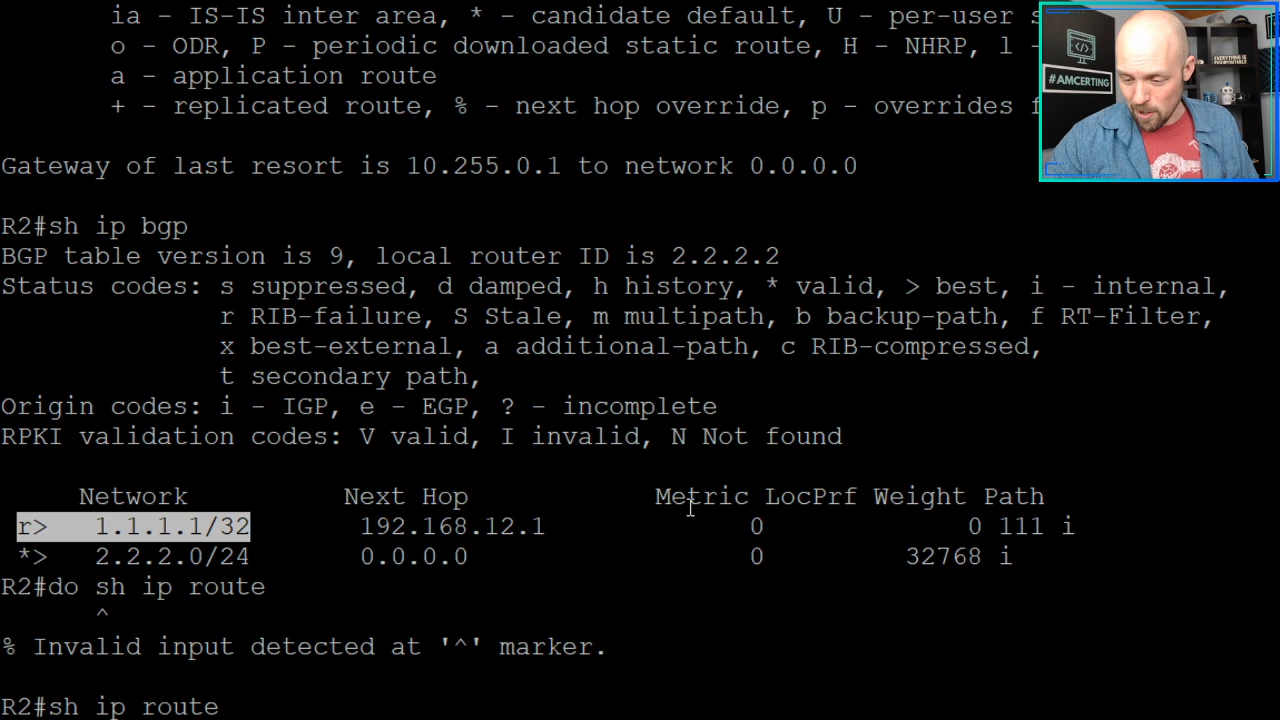 ia - IS-IS inter area, * - candidate default, U - per-user
o - ODR, P - periodic downloaded static route, H - NHRP, l -
a - application route
+ - replicated route, % - next hop override, p - overrides
#AMCERTING
Gateway of last resort is 10.255.0.1 to network 0.0.0.0
R2#sh ip bgp
BGP table version is 9, local router ID is 2.2.2.2
Status codes: s suppressed, d damped, h history, * valid, > best, i - internal,
r RIB-failure, S Stale, m multipath, b backup-path, f RT-Filter,
x best-external, a additional-path, c RIB-compressed,
t secondary path,
Origin codes: i - IGP, e - EGP, ? - incomplete
RPKI validation codes: V valid, I invalid, N Not found
Network Next Hop Metric LocPrf Weight Path
r> 1.1.1.1/32 192.168.12.1 0 0 111 i
*> 2.2.2.0/24 0.0.0.0 0 32768 i
R2#do sh ip route
^
% Invalid input detected at '^' marker.
R2#sh ip route